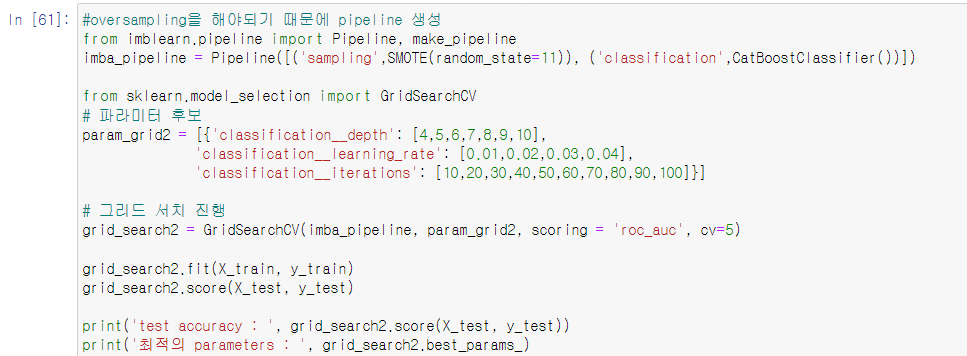 In [61]: #oversampling을 해야되기 때문에 pipeline 생성
from imblearn.pipeline import Pipeline, make_pipeline
imba_pipeline = Pipeline([('sampling',SMOTE(random_state=11)), ('classification',CatBoostClassifier())])

from sklearn.model_selection import GridSearchCV
# 파라미터 후보
param_grid2 = [{'classification__depth': [4,5,6,7,8,9,10],
'classification__learning_rate': [0.01,0.02,0.03,0.04],
'classification__iterations': [10,20,30,40,50,60,70,80,90,100]}]

# 그리드 서치 진행
grid_search2 = GridSearchCV(imba_pipeline, param_grid2, scoring = 'roc_auc', cv=5)

grid_search2.fit(X_train, y_train)
grid_search2.score(X_test, y_test)

print('test accuracy : ', grid_search2.score(X_test, y_test))
print('최적의 parameters : ', grid_search2.best_params_)